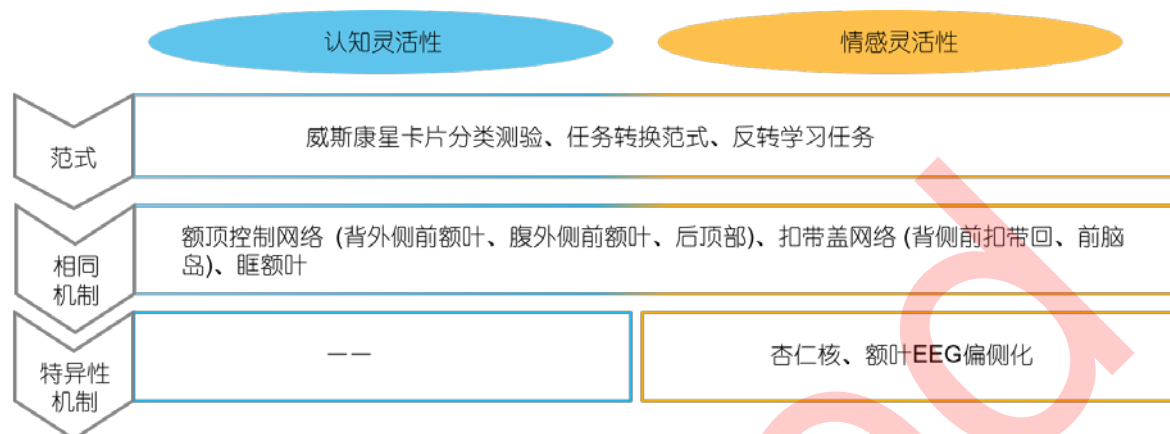 认知灵活性
情感灵活性
范式
威斯康星卡片分类测验、任务转换范式、反转学习任务
相同
机制
额顶控制网络 (背外侧前额叶、腹外侧前额叶、后顶部)、扣带盖网络 (背侧前扣带回、前脑
岛)、眶额叶
特异性
机制
——
杏仁核、额叶EEG偏侧化